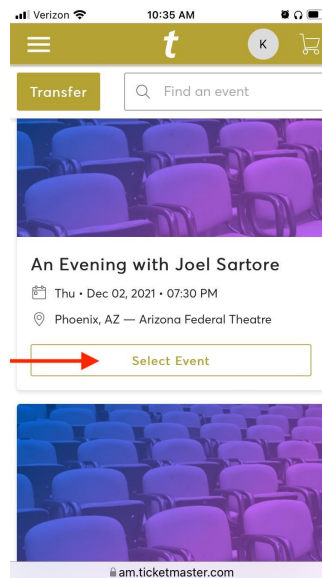 Verizon 10:35 AM
t K
Transfer Find an event
An Evening with Joel Sartore
Thu • Dec 02, 2021 • 07:30 PM
Phoenix, AZ — Arizona Federal Theatre
Select Event
am.ticketmaster.com